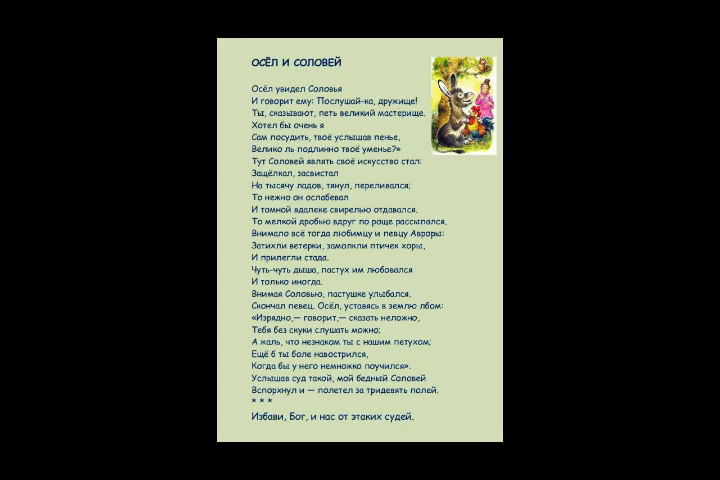 ОСЁЛ И СОЛОВЕЙ
Осёл увидел Соловья
И говорит ему: Послушай-ка, дружище!
Ты, сказывают, петь великий мастерище.
Хотел бы очень я
Сам посудить, твоё услышав пенье,
Велико ль подлинно твоё уменье?»
Тут Соловей являть своё искусство стал:
Защёлкал, засвистал
На тысячу ладов, тянул, переливался;
То нежно он ослабевал
И томной вдалеке свирелью отдавался.
То мелкой дробью вдруг по роще рассыпался.
Внимало всё тогда любимцу и певцу Авроры:
Затихли ветерки, замолкли птичек хоры,
И прилегли стада.
Чуть-чуть дыша, пастух им любовался
И только иногда.
Внимая Соловью, пастушке улыбался.
Скончал певец. Осёл, уставясь в землю лбом:
«Изрядно,— говорит,— сказать неложно,
Тебя без скуки слушать можно;
А жаль, что незнаком ты с нашим петухом;
Ещё б ты боле навострился,
Когда бы у него немножко поучился».
Услышав суд такой, мой бедный Соловей
Вспорхнул и — полетел за тридевять полей.
* * *
Избави, Бог, и нас от этаких судей.